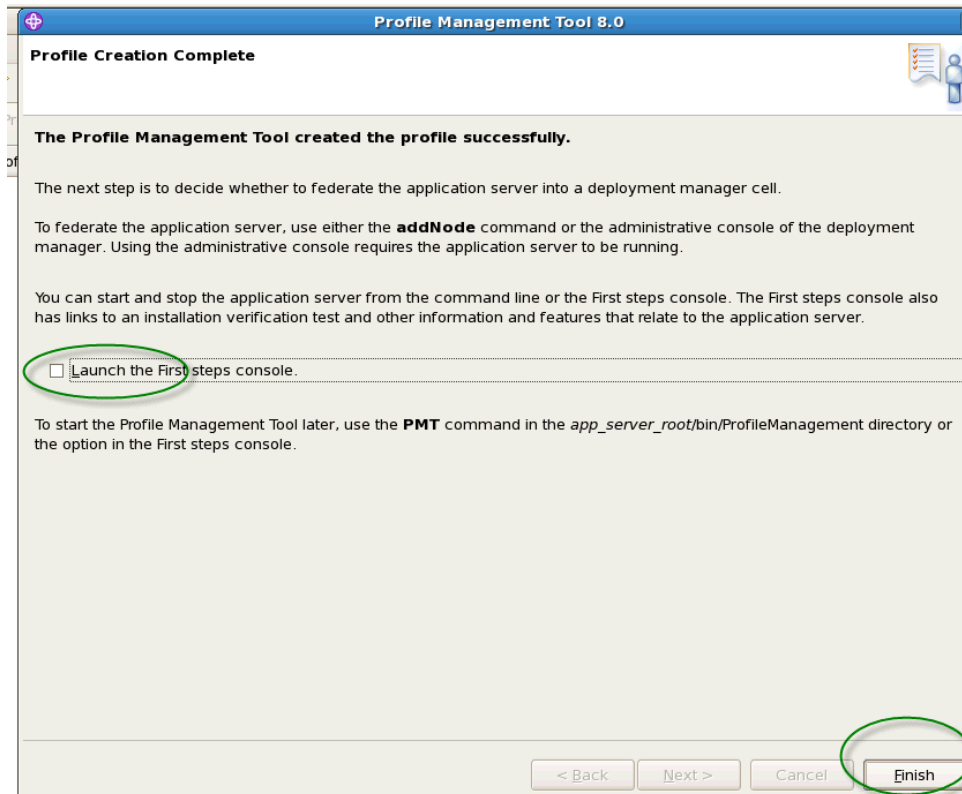 Profile Management Tool 8.0
Profile Creation Complete
The Profile Management Tool created the profile successfully.
The next step is to decide whether to federate the application server into a deployment manager cell.
To federate the application server, use either the addNode command or the administrative console of the deployment
manager. Using the administrative console requires the application server to be running.
You can start and stop the application server from the command line or the First steps console. The First steps console also
has links to an installation verification test and other information and features that relate to the application server.
Launch the First steps console.
To start the Profile Management Tool later, use the PMT command in the app_server_root/bin/ProfileManagement directory or
the option in the First steps console.
< Back Next > Cancel Finish